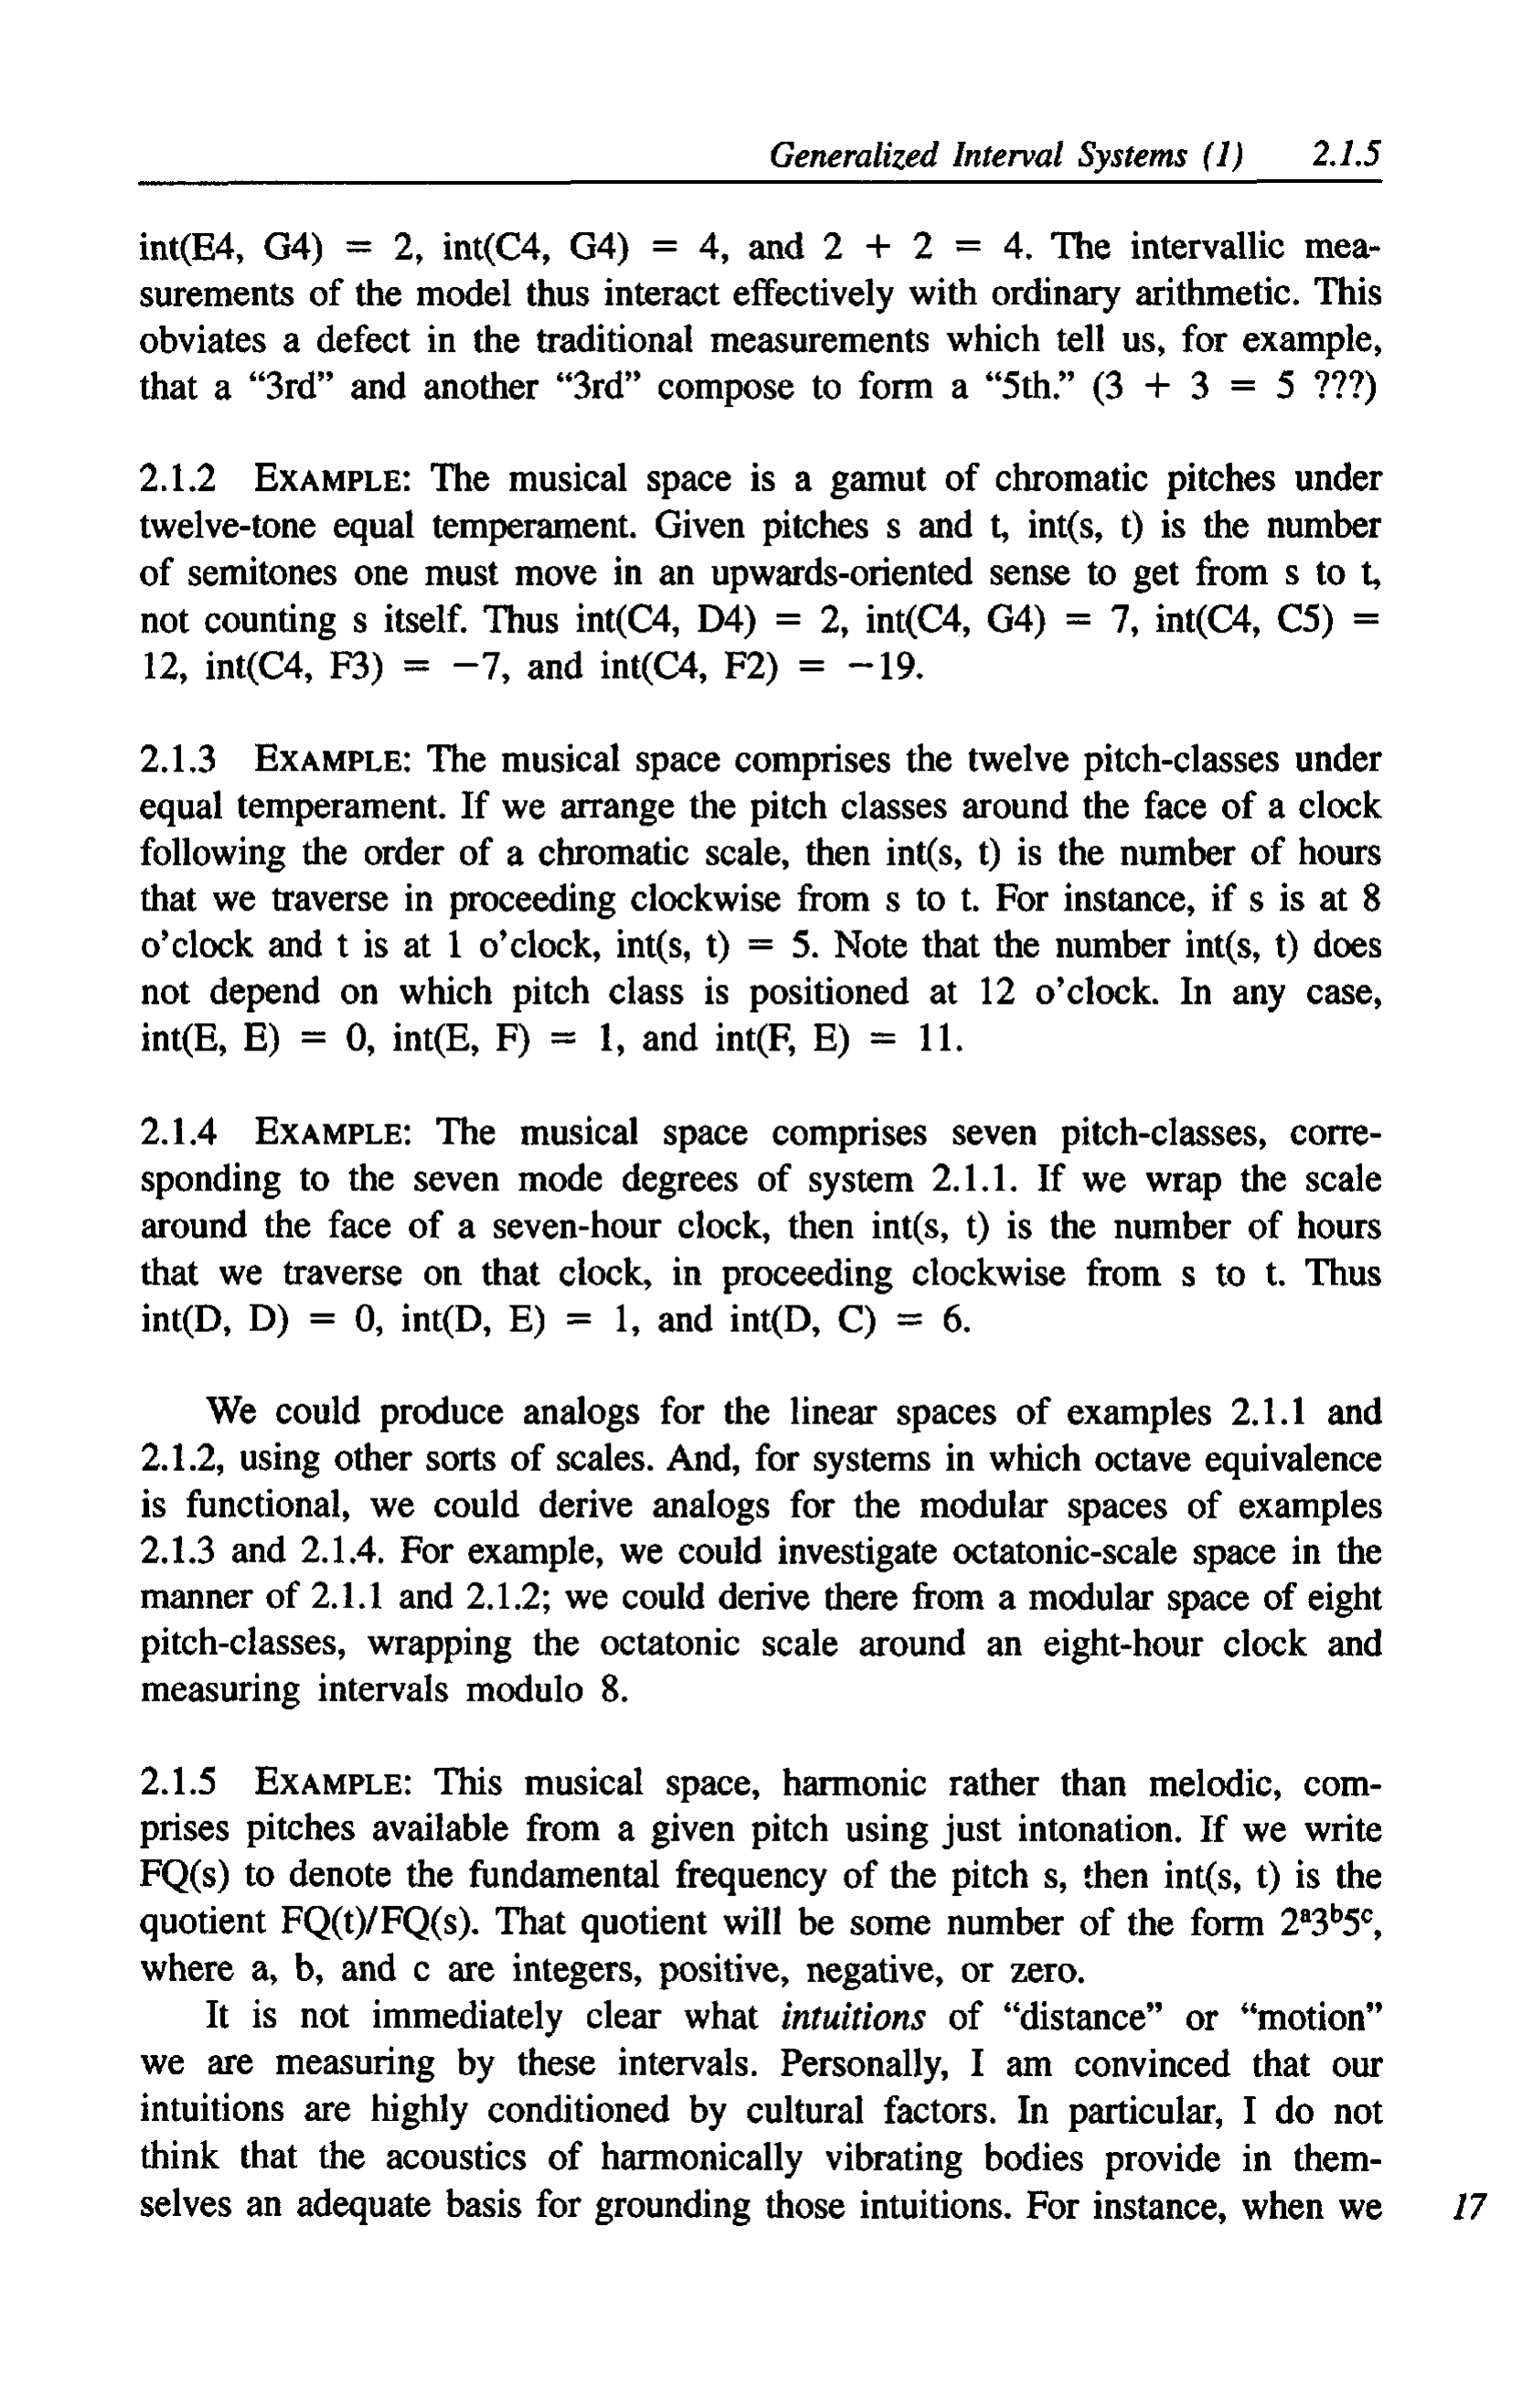 Generalized Interval Systems (1) 2.1.5
int(E4, G4) = 2, int(C4, G4) = 4, and 2 + 2 = 4. The intervallic mea-
surements of the model thus interact effectively with ordinary arithmetic. This
obviates a defect in the traditional measurements which tell us, for example,
that a “3rd” and another “3rd” compose to form a “5th.” (3 + 3 = 5 ???)
2.1.2 EXAMPLE: The musical space is a gamut of chromatic pitches under
twelve-tone equal temperament. Given pitches s and t, int(s, t) is the number
of semitones one must move in an upwards-oriented sense to get from s to t,
not counting s itself. Thus int(C4, D4) = 2, int(C4, G4) = 7, int(C4, C5) =
12, int(C4, F3) = −7, and int(C4, F2) = −19.
2.1.3 EXAMPLE: The musical space comprises the twelve pitch-classes under
equal temperament. If we arrange the pitch classes around the face of a clock
following the order of a chromatic scale, then int(s, t) is the number of hours
that we traverse in proceeding clockwise from s to t. For instance, if s is at 8
o’clock and t is at 1 o’clock, int(s, t) = 5. Note that the number int(s, t) does
not depend on which pitch class is positioned at 12 o’clock. In any case,
int(E, E) = 0, int(E, F) = 1, and int(F, E) = 11.
2.1.4 EXAMPLE: The musical space comprises seven pitch-classes, corre-
sponding to the seven mode degrees of system 2.1.1. If we wrap the scale
around the face of a seven-hour clock, then int(s, t) is the number of hours
that we traverse on that clock, in proceeding clockwise from s to t. Thus
int(D, D) = 0, int(D, E) = 1, and int(D, C) = 6.
We could produce analogs for the linear spaces of examples 2.1.1 and
2.1.2, using other sorts of scales. And, for systems in which octave equivalence
is functional, we could derive analogs for the modular spaces of examples
2.1.3 and 2.1.4. For example, we could investigate octatonic-scale space in the
manner of 2.1.1 and 2.1.2; we could derive there from a modular space of eight
pitch-classes, wrapping the octatonic scale around an eight-hour clock and
measuring intervals modulo 8.
2.1.5 EXAMPLE: This musical space, harmonic rather than melodic, com-
prises pitches available from a given pitch using just intonation. If we write
FQ(s) to denote the fundamental frequency of the pitch s, then int(s, t) is the
quotient FQ(t)/FQ(s). That quotient will be some number of the form 2ᵃ3ᵇ5ᶜ,
where a, b, and c are integers, positive, negative, or zero.
It is not immediately clear what intuitions of “distance” or “motion”
we are measuring by these intervals. Personally, I am convinced that our
intuitions are highly conditioned by cultural factors. In particular, I do not
think that the acoustics of harmonically vibrating bodies provide in them-
selves an adequate basis for grounding those intuitions. For instance, when we 17